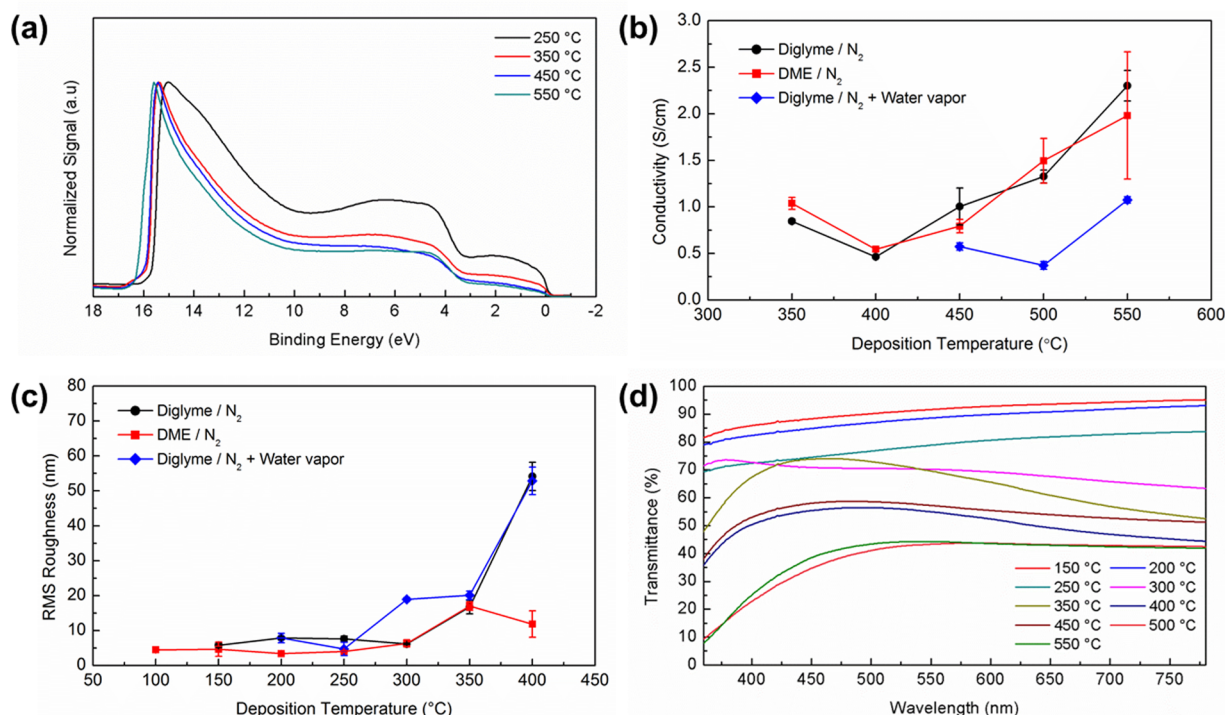 (a)
250 °C
350 °C
450 °C
550 °C
Normalized Signal (a.u)
18 16 14 12 10 8 6 4 2 0 -2
Binding Energy (eV)
(b)
Diglyme / N2
DME / N2
Diglyme / N2 + Water vapor
Conductivity (S/cm)
3.0
2.5
2.0
1.5
1.0
0.5
0.0
300 350 400 450 500 550 600
Deposition Temperature (°C)
(c)
Diglyme / N2
DME / N2
Diglyme / N2 + Water vapor
RMS Roughness (nm)
80
70
60
50
40
30
20
10
0
50 100 150 200 250 300 350 400 450
Deposition Temperature (°C)
(d)
Transmittance (%)
100
90
80
70
60
50
40
30
20
10
0
150 °C 200 °C
250 °C 300 °C
350 °C 400 °C
450 °C 500 °C
550 °C
400 450 500 550 600 650 700 750
Wavelength (nm)